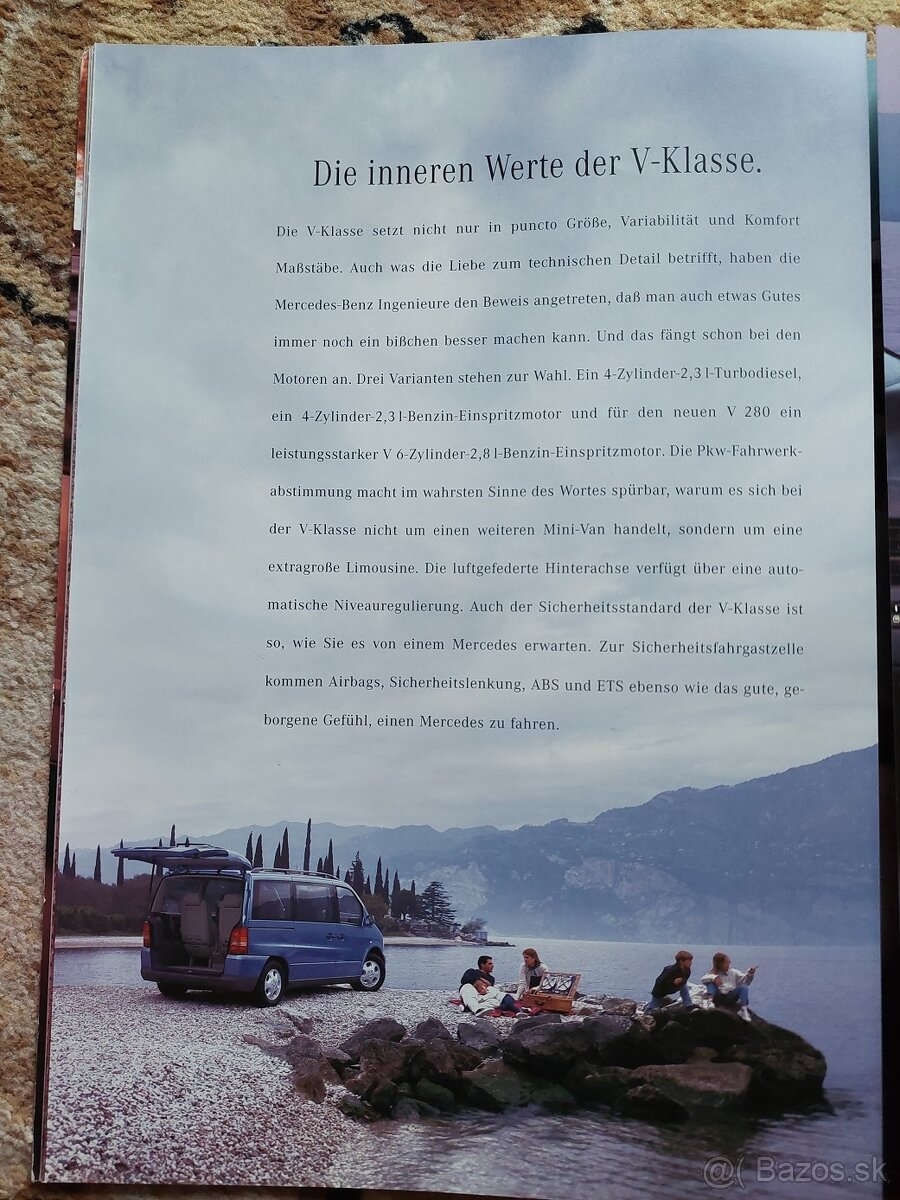 Die inneren Werte der V-Klasse.
Die V-Klasse setzt nicht nur in puncto Größe, Variabilität und Komfort
Maßstäbe. Auch was die Liebe zum technischen Detail betrifft, haben die
Mercedes-Benz Ingenieure den Beweis angetreten, daß man auch etwas Gutes
immer noch ein bißchen besser machen kann. Und das fängt schon bei den
Motoren an. Drei Varianten stehen zur Wahl. Ein 4-Zylinder-2,3 l-Turbodiesel,
ein 4-Zylinder-2,3 l-Benzin-Einspritzmotor und für den neuen V 280 ein
leistungsstarker V 6-Zylinder-2,8 l-Benzin-Einspritzmotor. Die Pkw-Fahrwerk-
abstimmung macht im wahrsten Sinne des Wortes spürbar, warum es sich bei
der V-Klasse nicht um einen weiteren Mini-Van handelt, sondern um eine
extragroße Limousine. Die luftgefederte Hinterachse verfügt über eine auto-
matische Niveauregulierung. Auch der Sicherheitsstandard der V-Klasse ist
so, wie Sie es von einem Mercedes erwarten. Zur Sicherheitsfahrgastzelle
kommen Airbags, Sicherheitslenkung, ABS und ETS ebenso wie das gute, ge-
borgene Gefühl, einen Mercedes zu fahren.
@( Bazos.sk